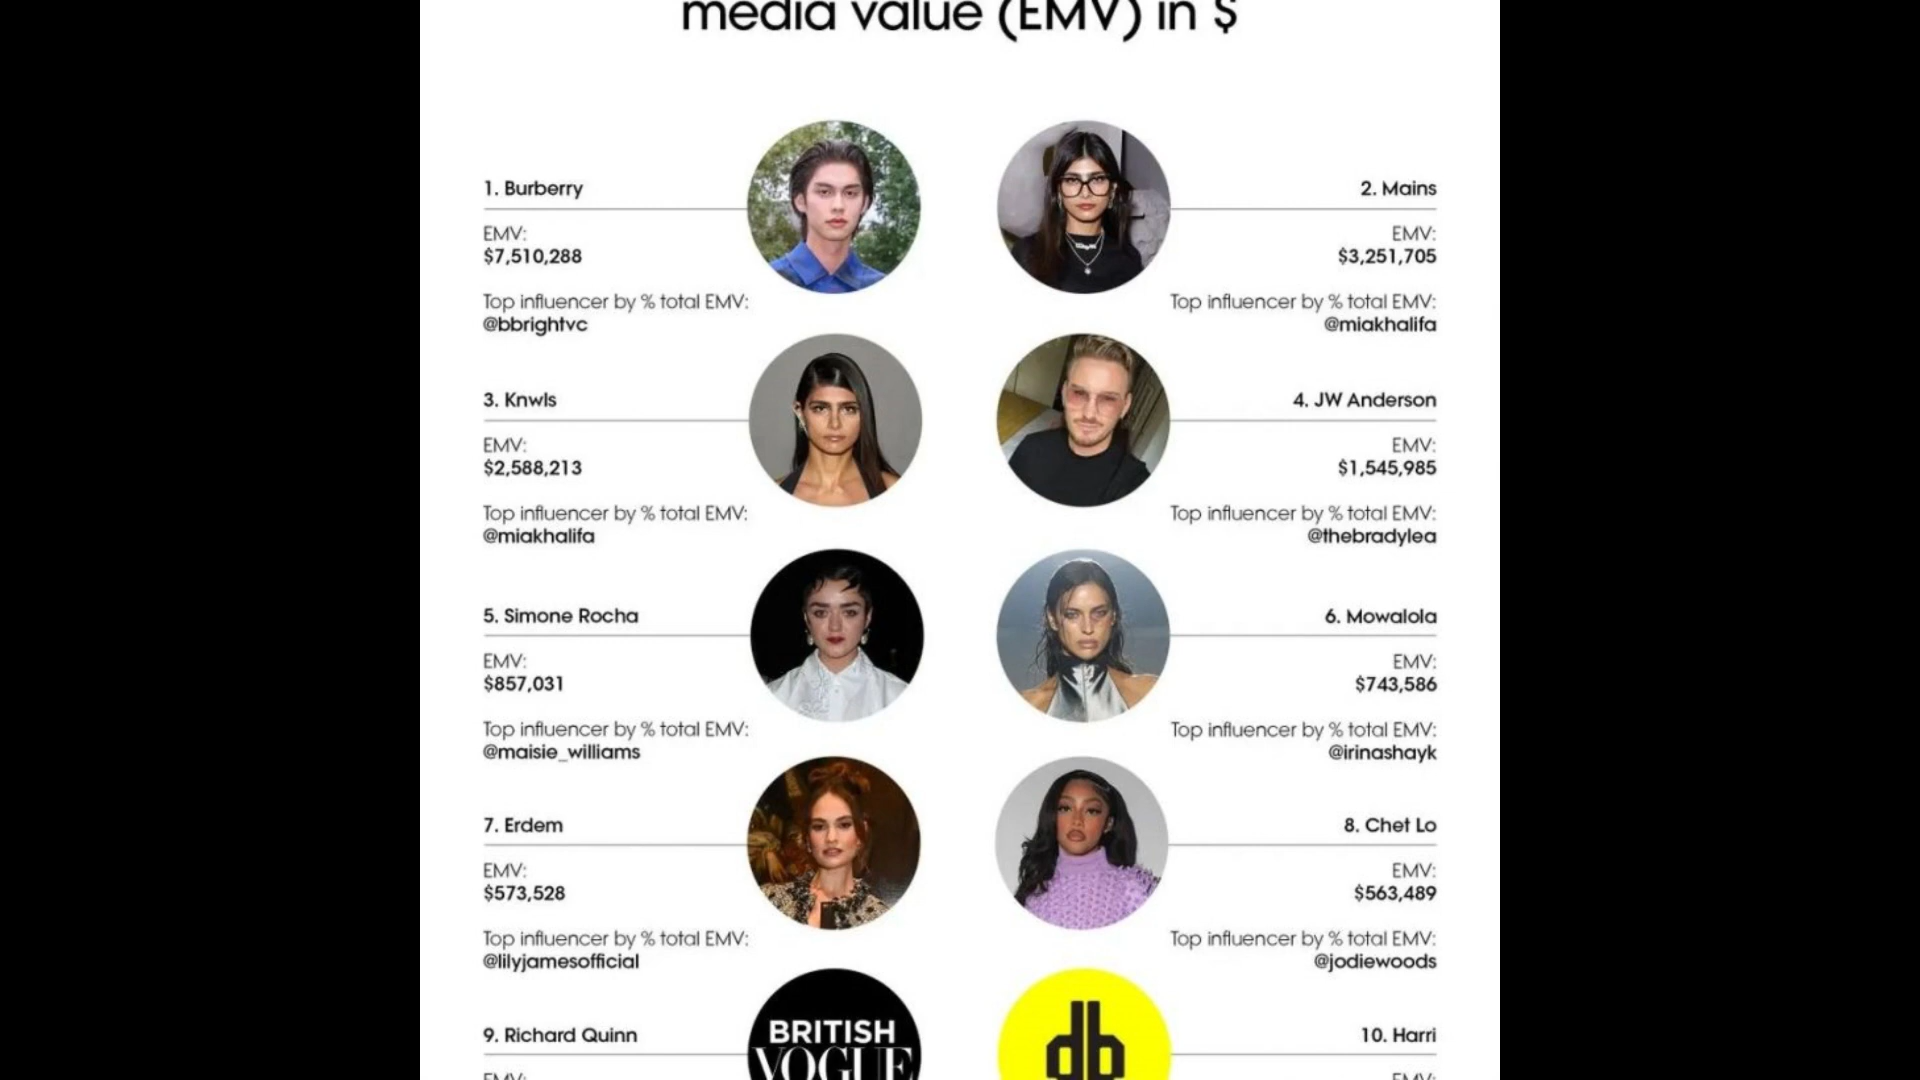 media value (EMV) in $
1. Burberry
EMV:
$7,510,288
Top influencer by % total EMV:
@bbrightvc
2. Mains
EMV:
$3,251,705
Top influencer by % total EMV:
@miakhalifa
3. Knwls
EMV:
$2,588,213
Top influencer by % total EMV:
@miakhalifa
4. JW Anderson
EMV:
$1,545,985
Top influencer by % total EMV:
@thebradylea
5. Simone Rocha
EMV:
$857,031
Top influencer by % total EMV:
@maisie_williams
6. Mowalola
EMV:
$743,586
Top influencer by % total EMV:
@irinashayk
7. Erdem
EMV:
$573,528
Top influencer by % total EMV:
@lilyjamesofficial
8. Chet Lo
EMV:
$563,489
Top influencer by % total EMV:
@jodiewoods
9. Richard Quinn
EMV:
BRITISH
VOGUE
10. Harri
EMV:
db